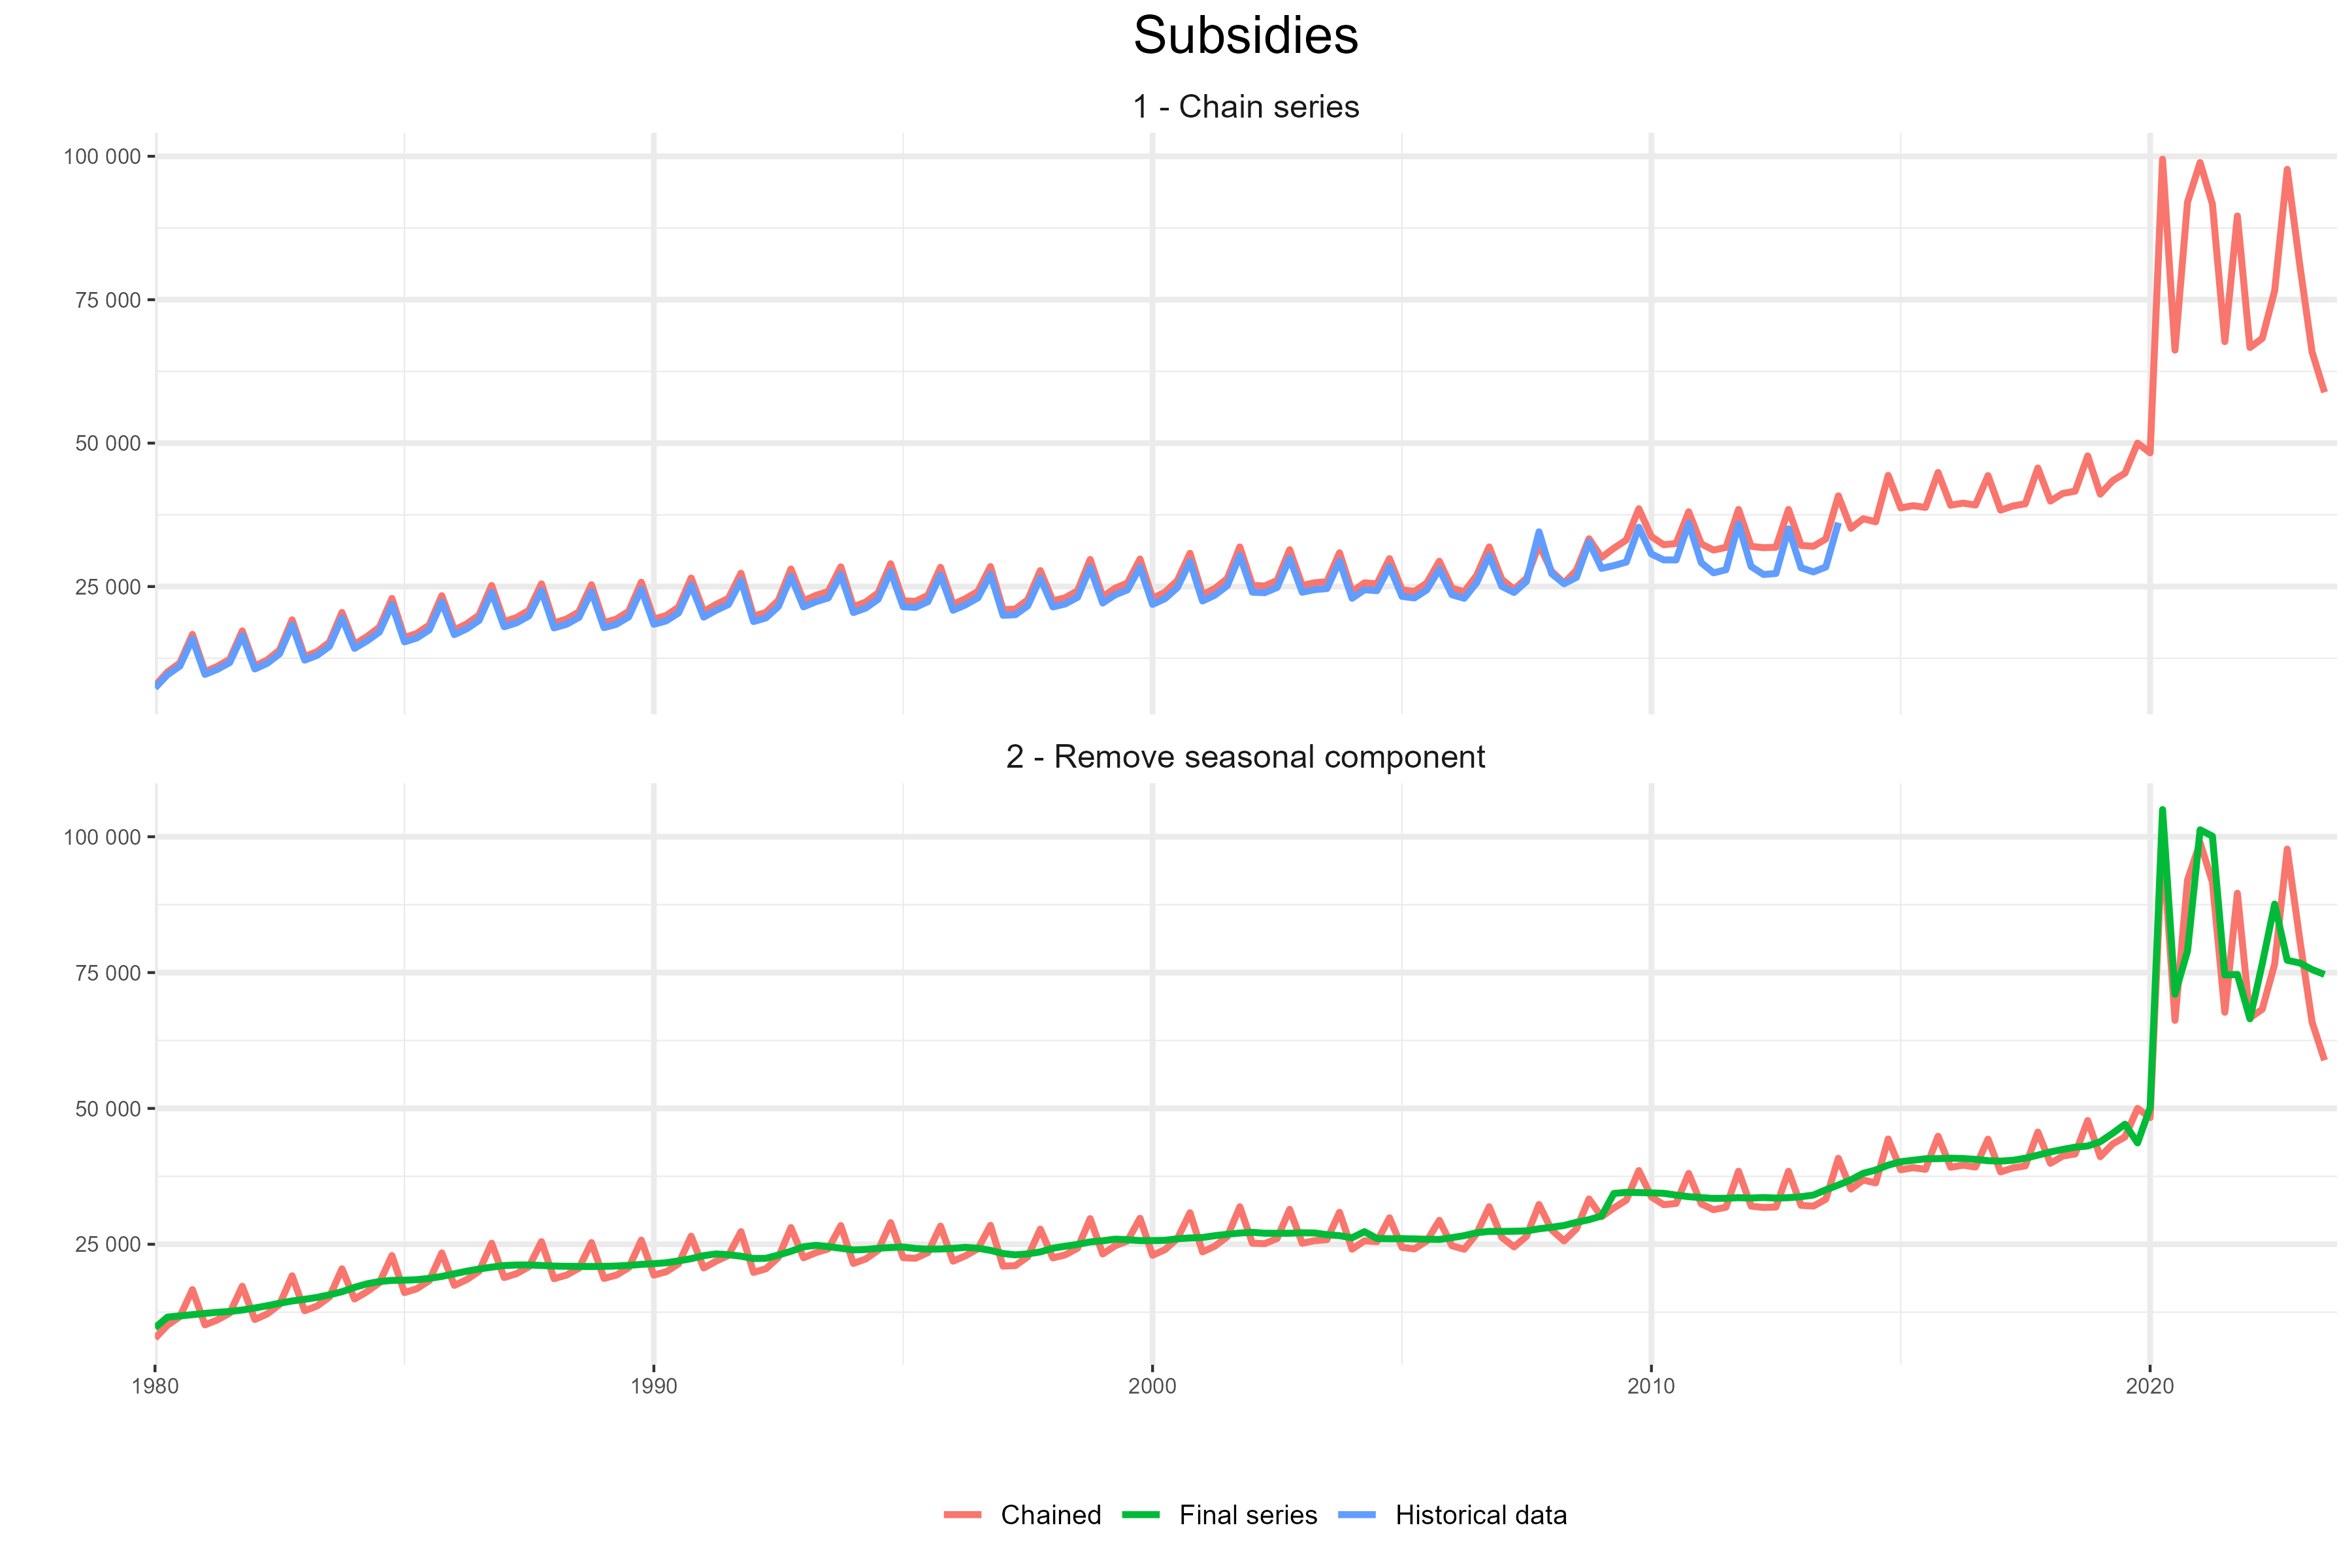 Subsidies
1 - Chain series
100 000
75 000
50 000
25 000
2 - Remove seasonal component
100 000
75 000
50 000
25 000
1980 1990 2000 2010 2020
Chained Final series Historical data